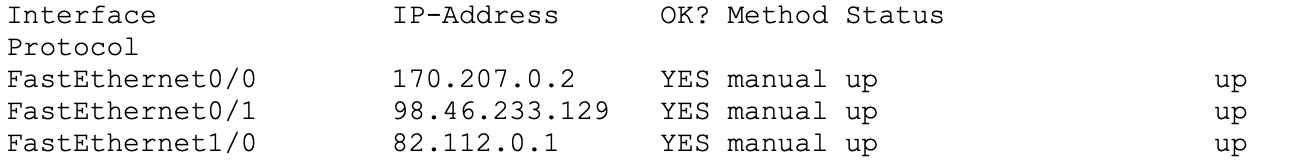 Interface IP-Address OK? Method Status
Protocol
FastEthernet0/0 170.207.0.2 YES manual up up
FastEthernet0/1 98.46.233.129 YES manual up up
FastEthernet1/0 82.112.0.1 YES manual up up